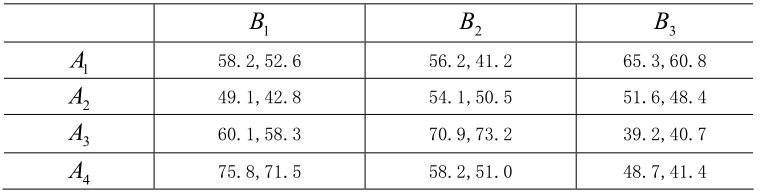 B₁ B₂ B₃
A₁ 58.2,52.6 56.2,41.2 65.3,60.8
A₂ 49.1,42.8 54.1,50.5 51.6,48.4
A₃ 60.1,58.3 70.9,73.2 39.2,40.7
A₄ 75.8,71.5 58.2,51.0 48.7,41.4